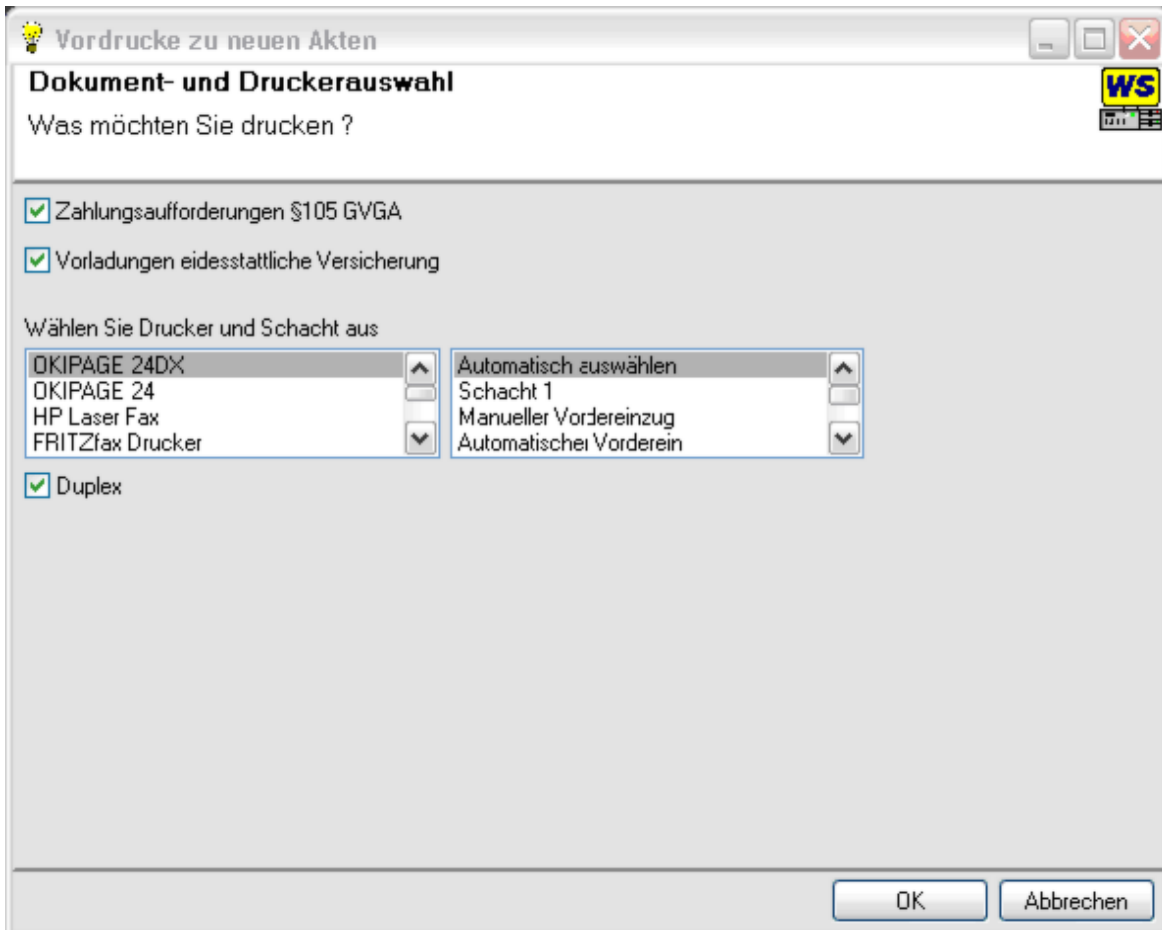 Vordrucke zu neuen Akten
Dokument- und Druckerauswahl
WS
Was möchten Sie drucken ?
Zahlungsaufforderungen §105 GVGA
Vorladungen eidesstattliche Versicherung
Wählen Sie Drucker und Schacht aus
OKIPAGE 24DX
OKIPAGE 24
HP Laser Fax
FRITZfax Drucker
Automatisch auswählen
Schacht 1
Manueller Vordereinzug
Automatischer Vorderein
Duplex
OK
Abbrechen